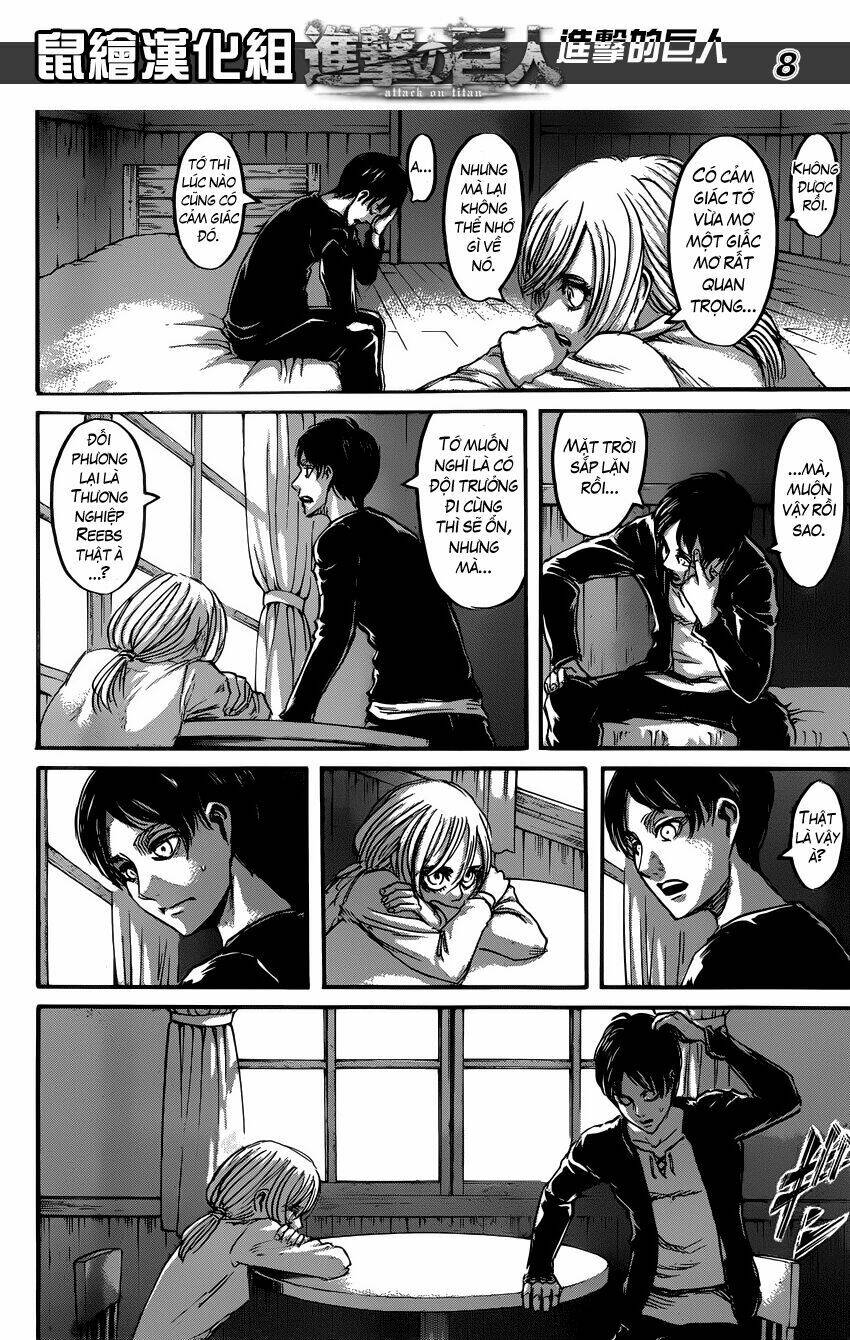 鼠繪漢化組
進撃の巨人
attack on titan
進撃的巨人
8
KHÔNG
ĐƯỢC
RỒI.
CÓ CẢM
GIÁC TỚ
VỪA MƠ
MỘT GIẤC
MƠ RẤT
QUAN
TRỌNG...
NHƯNG
MÀ LẠI
KHÔNG
THỂ NHỚ
GÌ VỀ
NÓ.
A...
TỚ THÌ
LÚC NÀO
CŨNG CÓ
CẢM GIÁC
ĐÓ.
...MÀ,
MUỘN
VẬY RỒI
SAO.
MẶT TRỜI
SẮP LẶN
RỒI...
TỚ MUỐN
NGHĨ LÀ CÓ
ĐỘI TRƯỞNG
ĐI CÙNG
THÌ SẼ ỔN,
NHƯNG
MÀ...
ĐỐI
PHƯƠNG
LẠI LÀ
THƯƠNG
NGHIỆP
REEBS
THẬT À
...?
THẬT
LÀ VẬY
À?